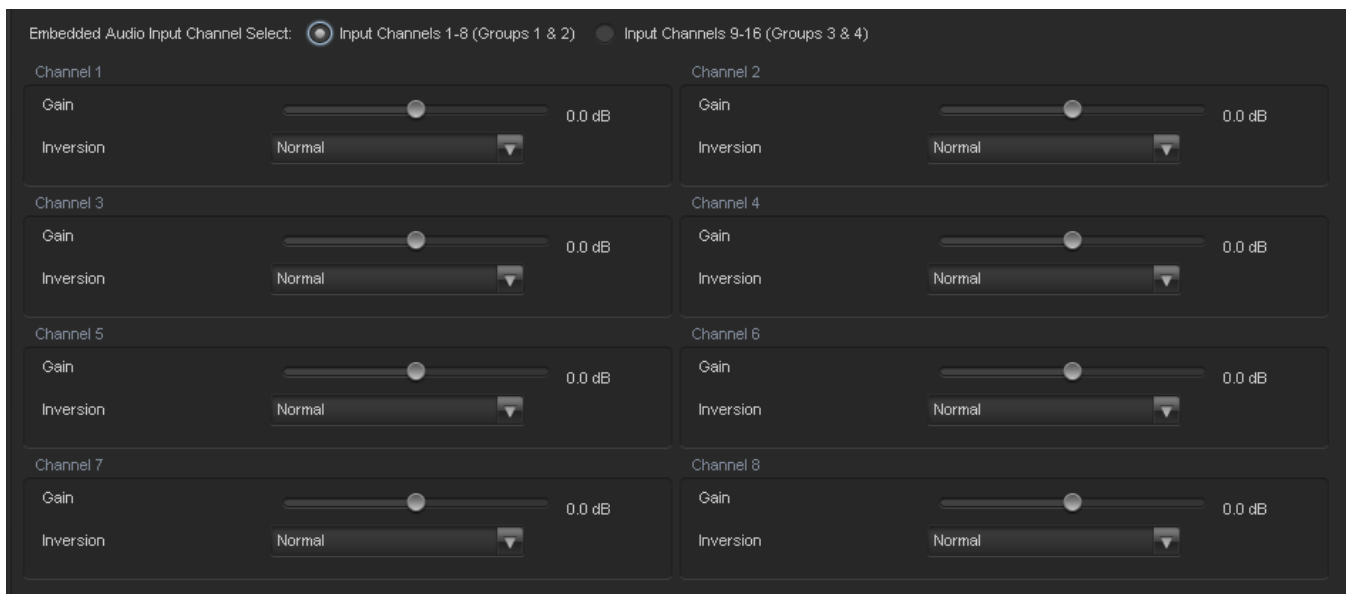 Embedded Audio Input Channel Select: Input Channels 1-8 (Groups 1 & 2) Input Channels 9-16 (Groups 3 & 4)
Channel 1
Gain 0.0 dB
Inversion Normal
Channel 2
Gain 0.0 dB
Inversion Normal
Channel 3
Gain 0.0 dB
Inversion Normal
Channel 4
Gain 0.0 dB
Inversion Normal
Channel 5
Gain 0.0 dB
Inversion Normal
Channel 6
Gain 0.0 dB
Inversion Normal
Channel 7
Gain 0.0 dB
Inversion Normal
Channel 8
Gain 0.0 dB
Inversion Normal